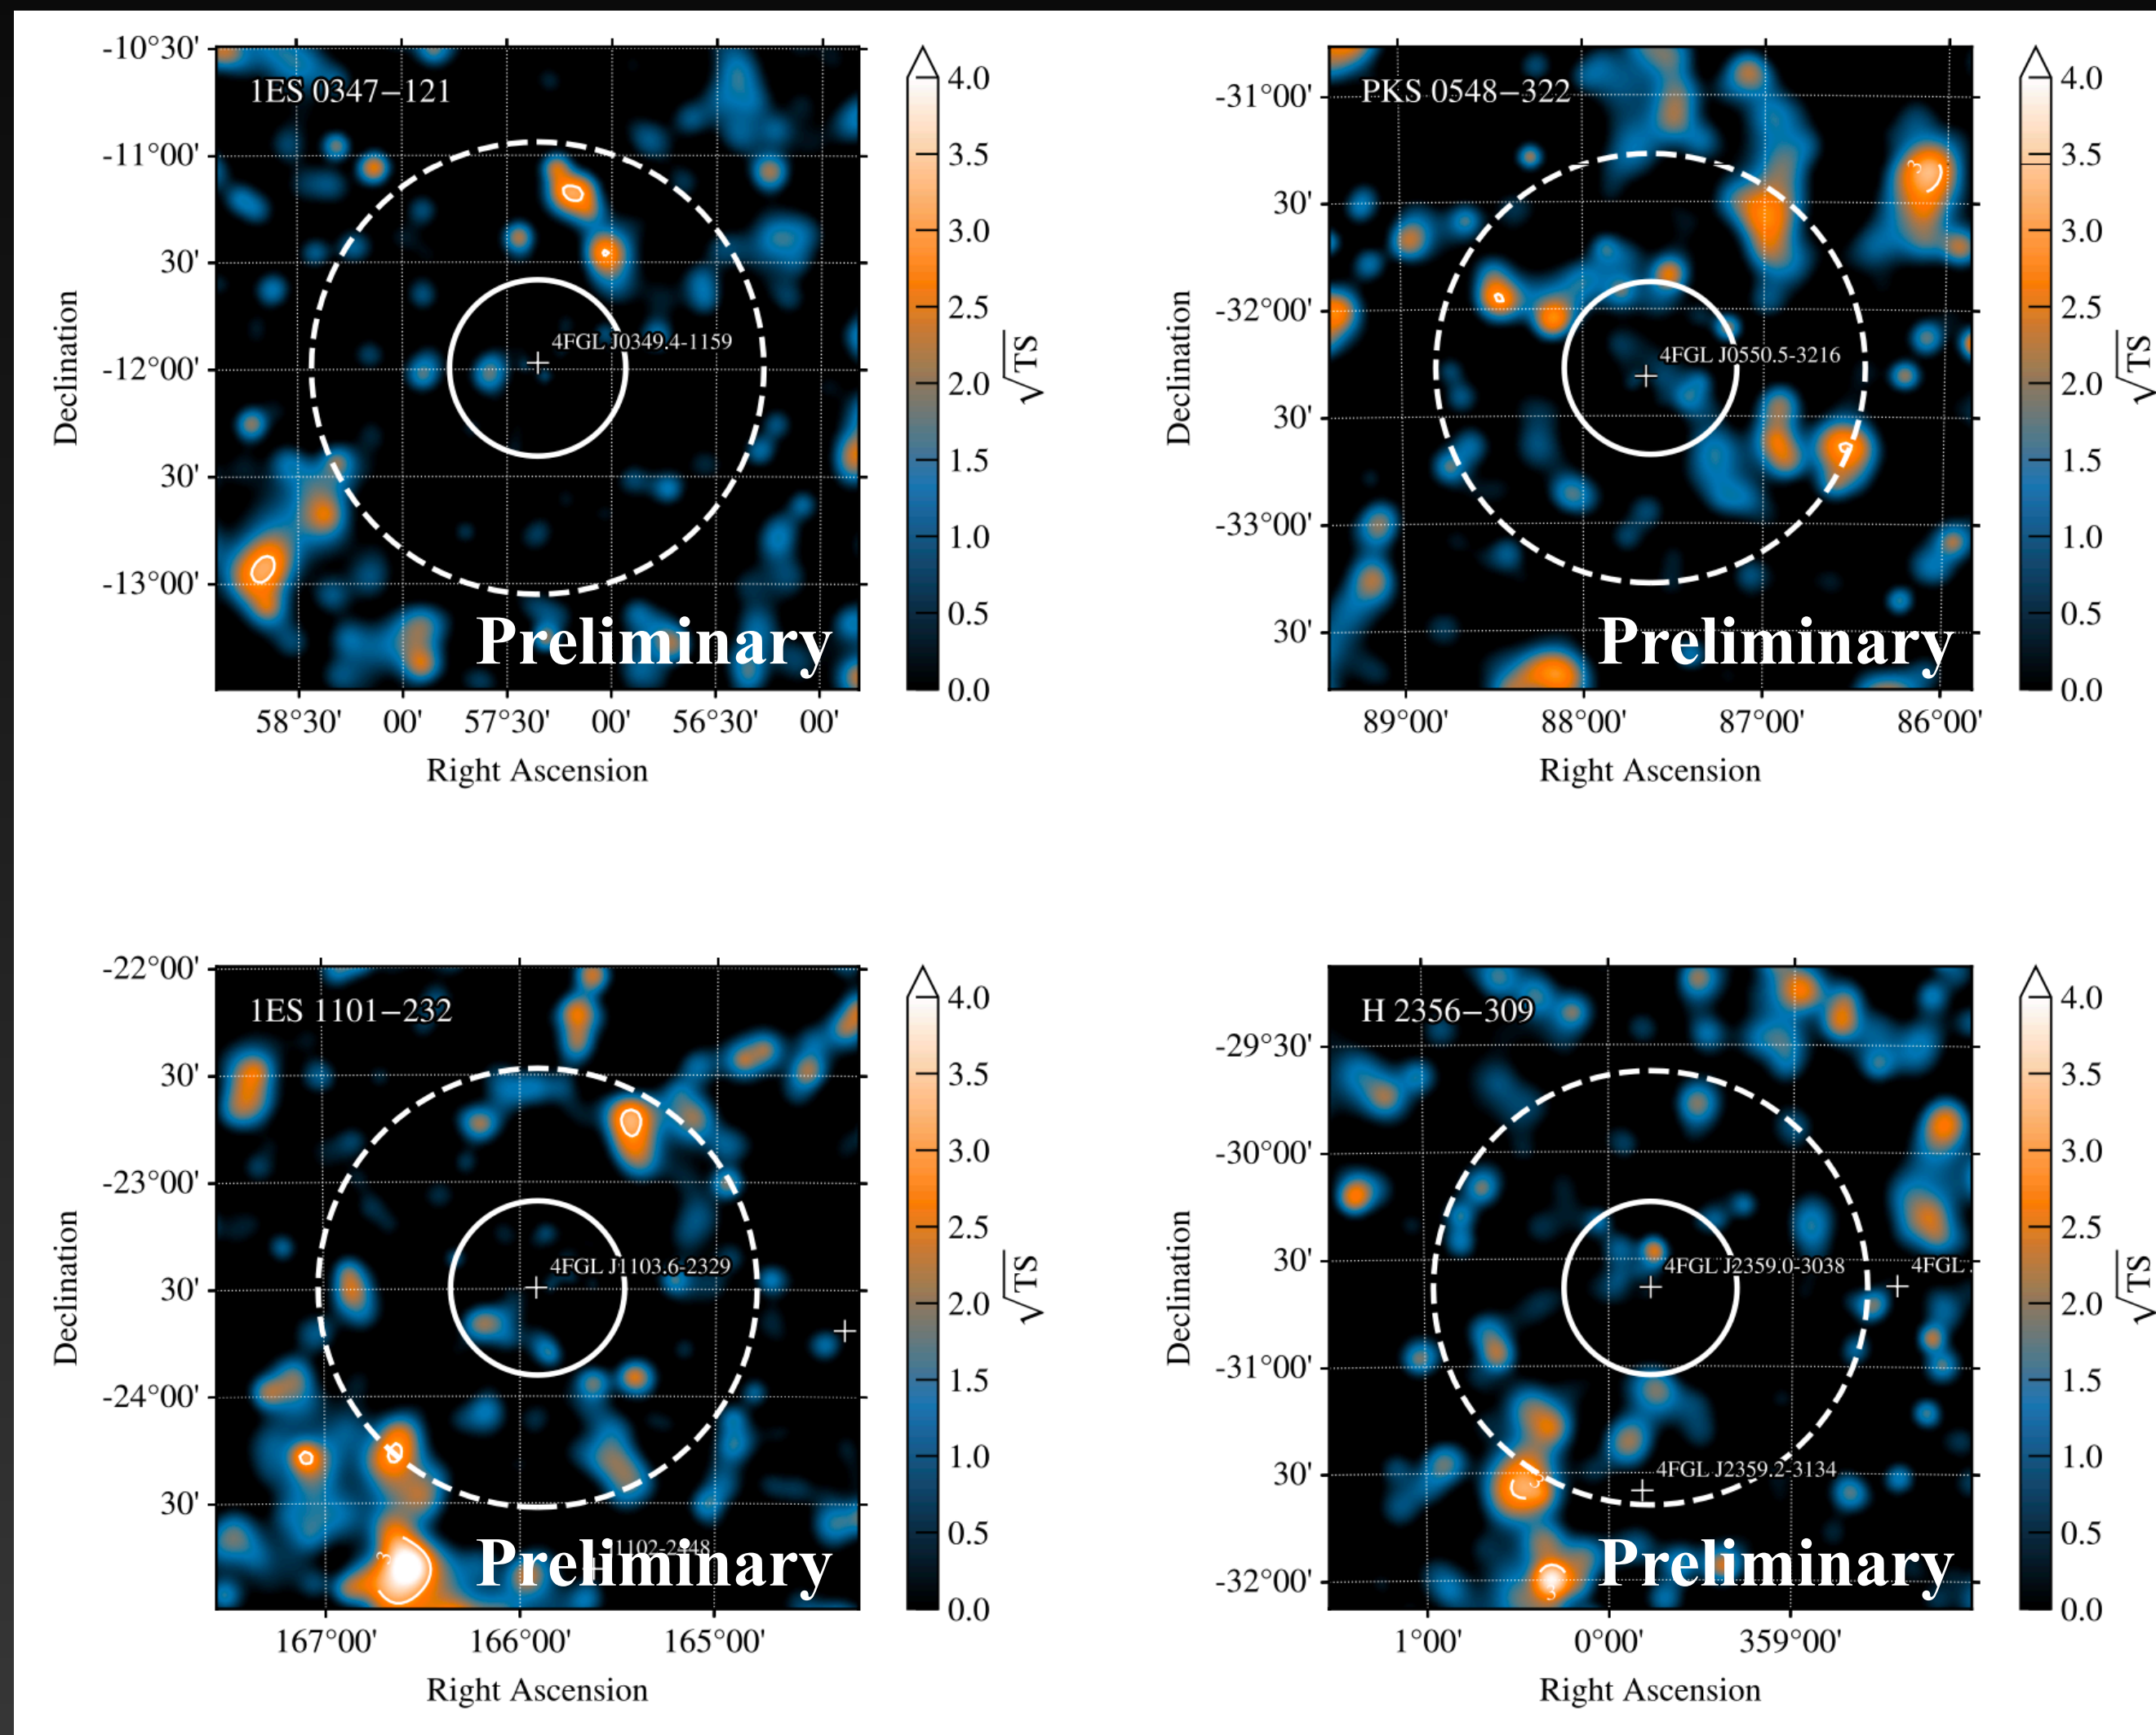 1ES 0347−121
4FGL J0349.4-1159
Preliminary
-10°30'
-11°00'
30'
-12°00'
30'
-13°00'
Declination
58°30' 00' 57°30' 00' 56°30' 00'
Right Ascension
4.0
3.5
3.0
2.5
2.0
1.5
1.0
0.5
0.0
√TS
PKS 0548−322
3
4FGL J0550.5-3216
Preliminary
-31°00'
30'
-32°00'
30'
-33°00'
30'
Declination
89°00' 88°00' 87°00' 86°00'
Right Ascension
4.0
3.5
3.0
2.5
2.0
1.5
1.0
0.5
0.0
√TS
1ES 1101−232
4FGL J1103.6-2329
3
Preliminary
-22°00'
30'
-23°00'
30'
-24°00'
30'
Declination
167°00' 166°00' 165°00'
Right Ascension
4.0
3.5
3.0
2.5
2.0
1.5
1.0
0.5
0.0
√TS
H 2356−309
4FGL J2359.0-3038
4FGL
4FGL J2359.2-3134
3
3
Preliminary
-29°30'
-30°00'
30'
-31°00'
30'
-32°00'
Declination
1°00' 0°00' 359°00'
Right Ascension
4.0
3.5
3.0
2.5
2.0
1.5
1.0
0.5
0.0
√TS